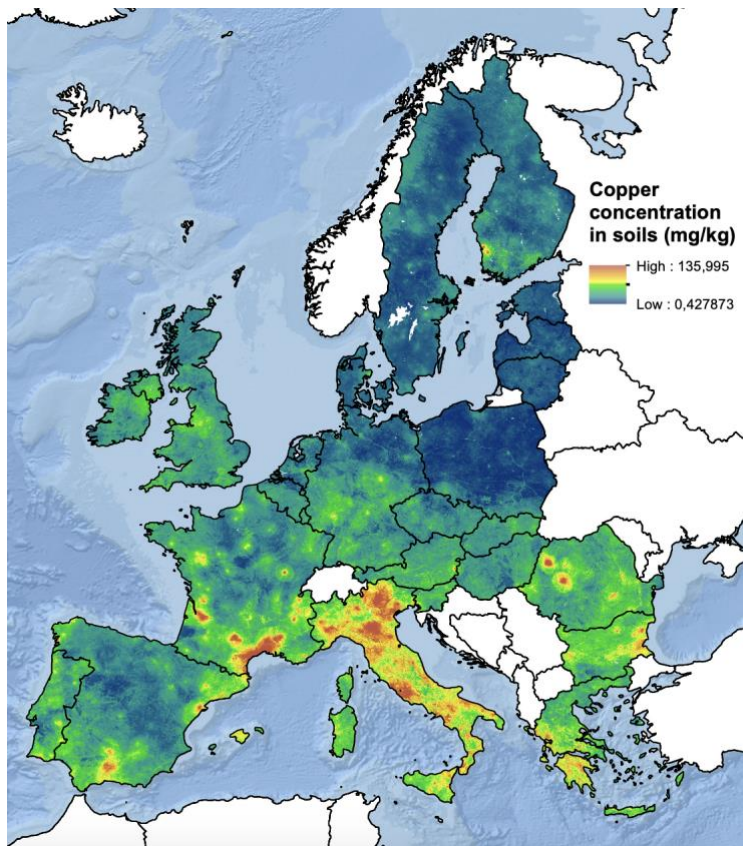 Copper
concentration
in soils (mg/kg)
High : 135,995
Low : 0,427873